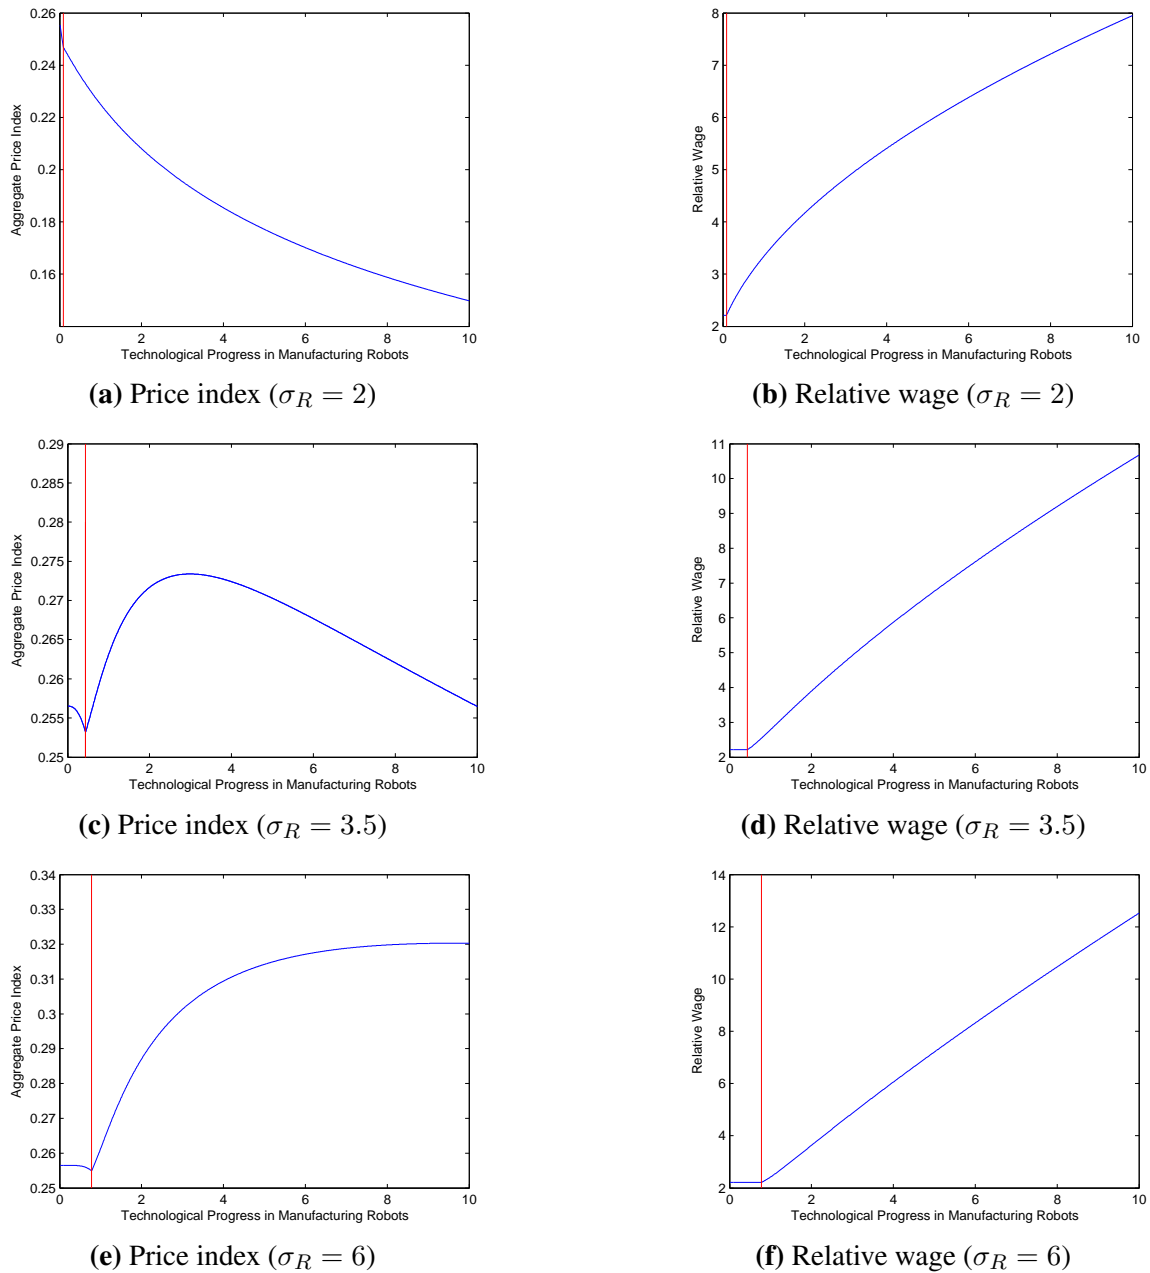 0.26
0.24
0.22
0.2
0.18
0.16
Aggregate Price Index
0 2 4 6 8 10
Technological Progress in Manufacturing Robots
(a) Price index (σ_R = 2)
8
7
6
5
4
3
2
Relative Wage
0 2 4 6 8 10
Technological Progress in Manufacturing Robots
(b) Relative wage (σ_R = 2)
0.29
0.285
0.28
0.275
0.27
0.265
0.26
0.255
0.25
Aggregate Price Index
0 2 4 6 8 10
Technological Progress in Manufacturing Robots
(c) Price index (σ_R = 3.5)
11
10
9
8
7
6
5
4
3
2
Relative Wage
0 2 4 6 8 10
Technological Progress in Manufacturing Robots
(d) Relative wage (σ_R = 3.5)
0.34
0.33
0.32
0.3
0.3
0.29
0.28
0.27
0.26
0.25
Aggregate Price Index
0 2 4 6 8 10
Technological Progress in Manufacturing Robots
(e) Price index (σ_R = 6)
14
12
10
8
6
4
2
Relative Wage
0 2 4 6 8 10
Technological Progress in Manufacturing Robots
(f) Relative wage (σ_R = 6)